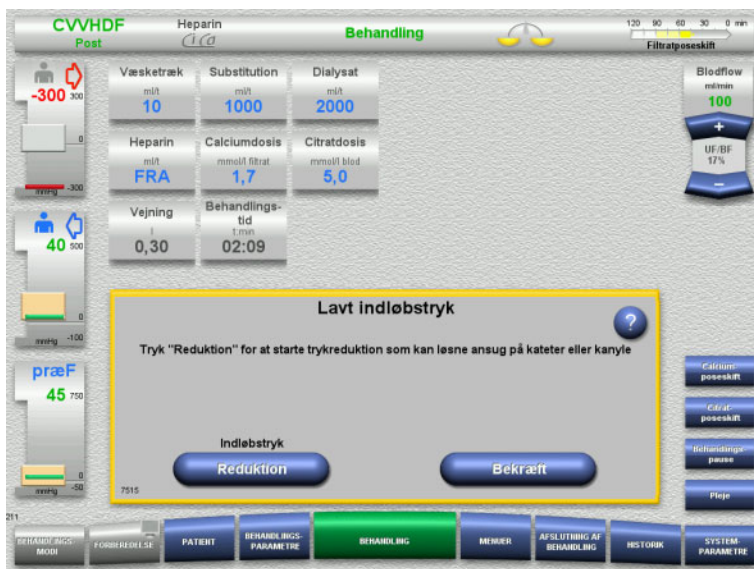 CVVHDF
Post
Heparin
Ci Ca
Behandling
120 90 60 30 0 min
Filtratposeskift
-300 300
0
-300
mmHg
40 500
0
-100
mmHg
præF
45 750
0
-50
mmHg
Væsketræk
ml/t
10
Substitution
ml/t
1000
Dialysat
ml/t
2000
Heparin
ml/t
FRA
Calciumdosis
mmol/l filtrat
1,7
Citratdosis
mmol/l blod
5,0
Vejning
l
0,30
Behandlings-
tid
t:min
02:09
Blodflow
ml/min
100
+
UF/BF
17%
–
Lavt indløbstryk
?
Tryk "Reduktion" for at starte trykreduktion som kan løsne ansug på kateter eller kanyle
Indløbstryk
Reduktion
Bekræft
7515
Calcium-
poseskift
Citrat-
poseskift
Behandlings-
pause
Pleje
211
BEHANDLINGS-
MODI
FORBEREDELSE
PATIENT
BEHANDLINGS-
PARAMETRE
BEHANDLING
MENUER
AFSLUTNING AF
BEHANDLING
HISTORIK
SYSTEM-
PARAMETRE